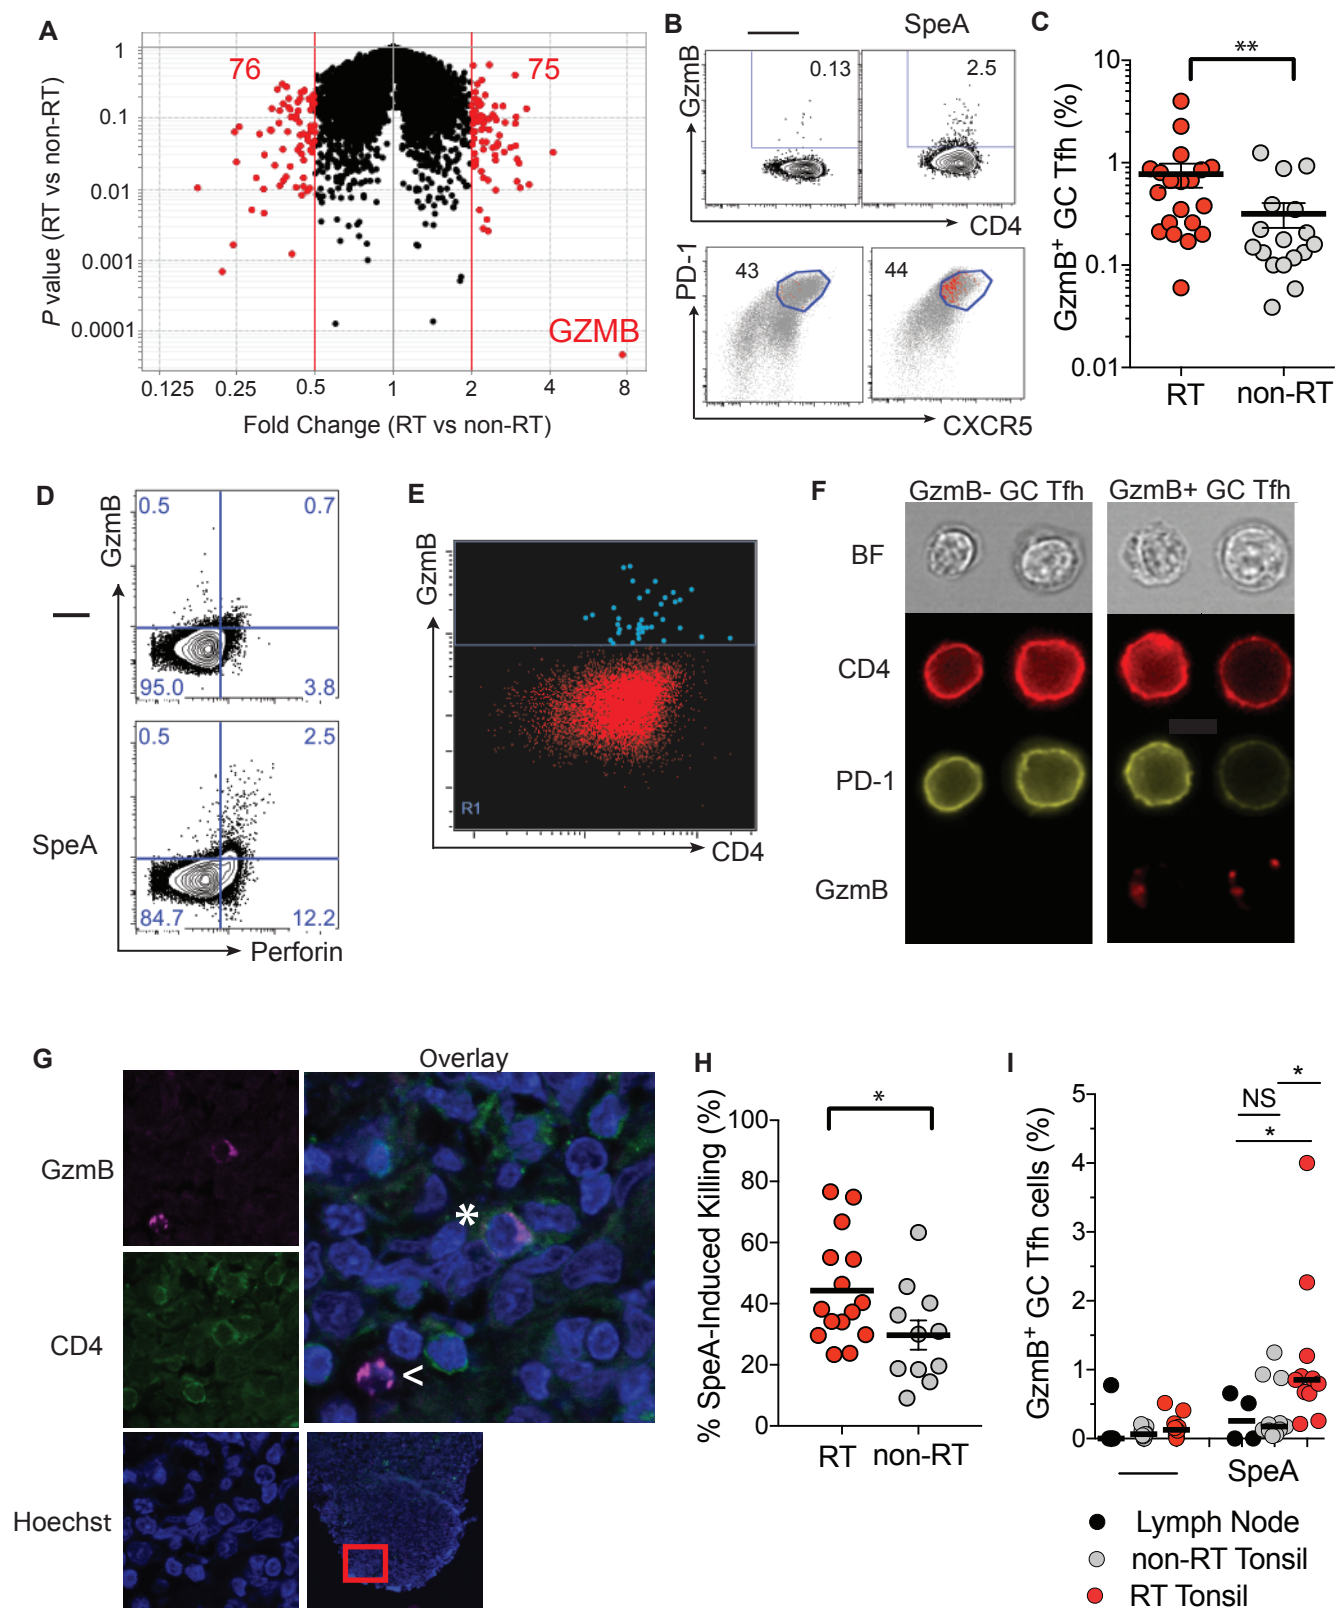 A
P value (RT vs non-RT)
1
0.1
0.01
0.001
0.0001
76
75
GZMB
0.125 0.25 0.5 1 2 4 8
Fold Change (RT vs non-RT)
B
SpeA
GzmB
0.13
2.5
CD4
PD-1
43
44
CXCR5
C
**
GzmB+ GC Tfh (%)
10
1
0.1
0.01
RT non-RT
D
GzmB
0.5 0.7
95.0 3.8
SpeA
0.5 2.5
84.7 12.2
Perforin
E
GzmB
R1
CD4
F
GzmB- GC Tfh GzmB+ GC Tfh
BF
CD4
PD-1
GzmB
G
Overlay
GzmB
CD4
Hoechst
*
<
H
*
% SpeA-Induced Killing (%)
100
80
60
40
20
0
RT non-RT
I
*
NS
*
GzmB+ GC Tfh cells (%)
5
4
3
2
1
0
SpeA
Lymph Node
non-RT Tonsil
RT Tonsil